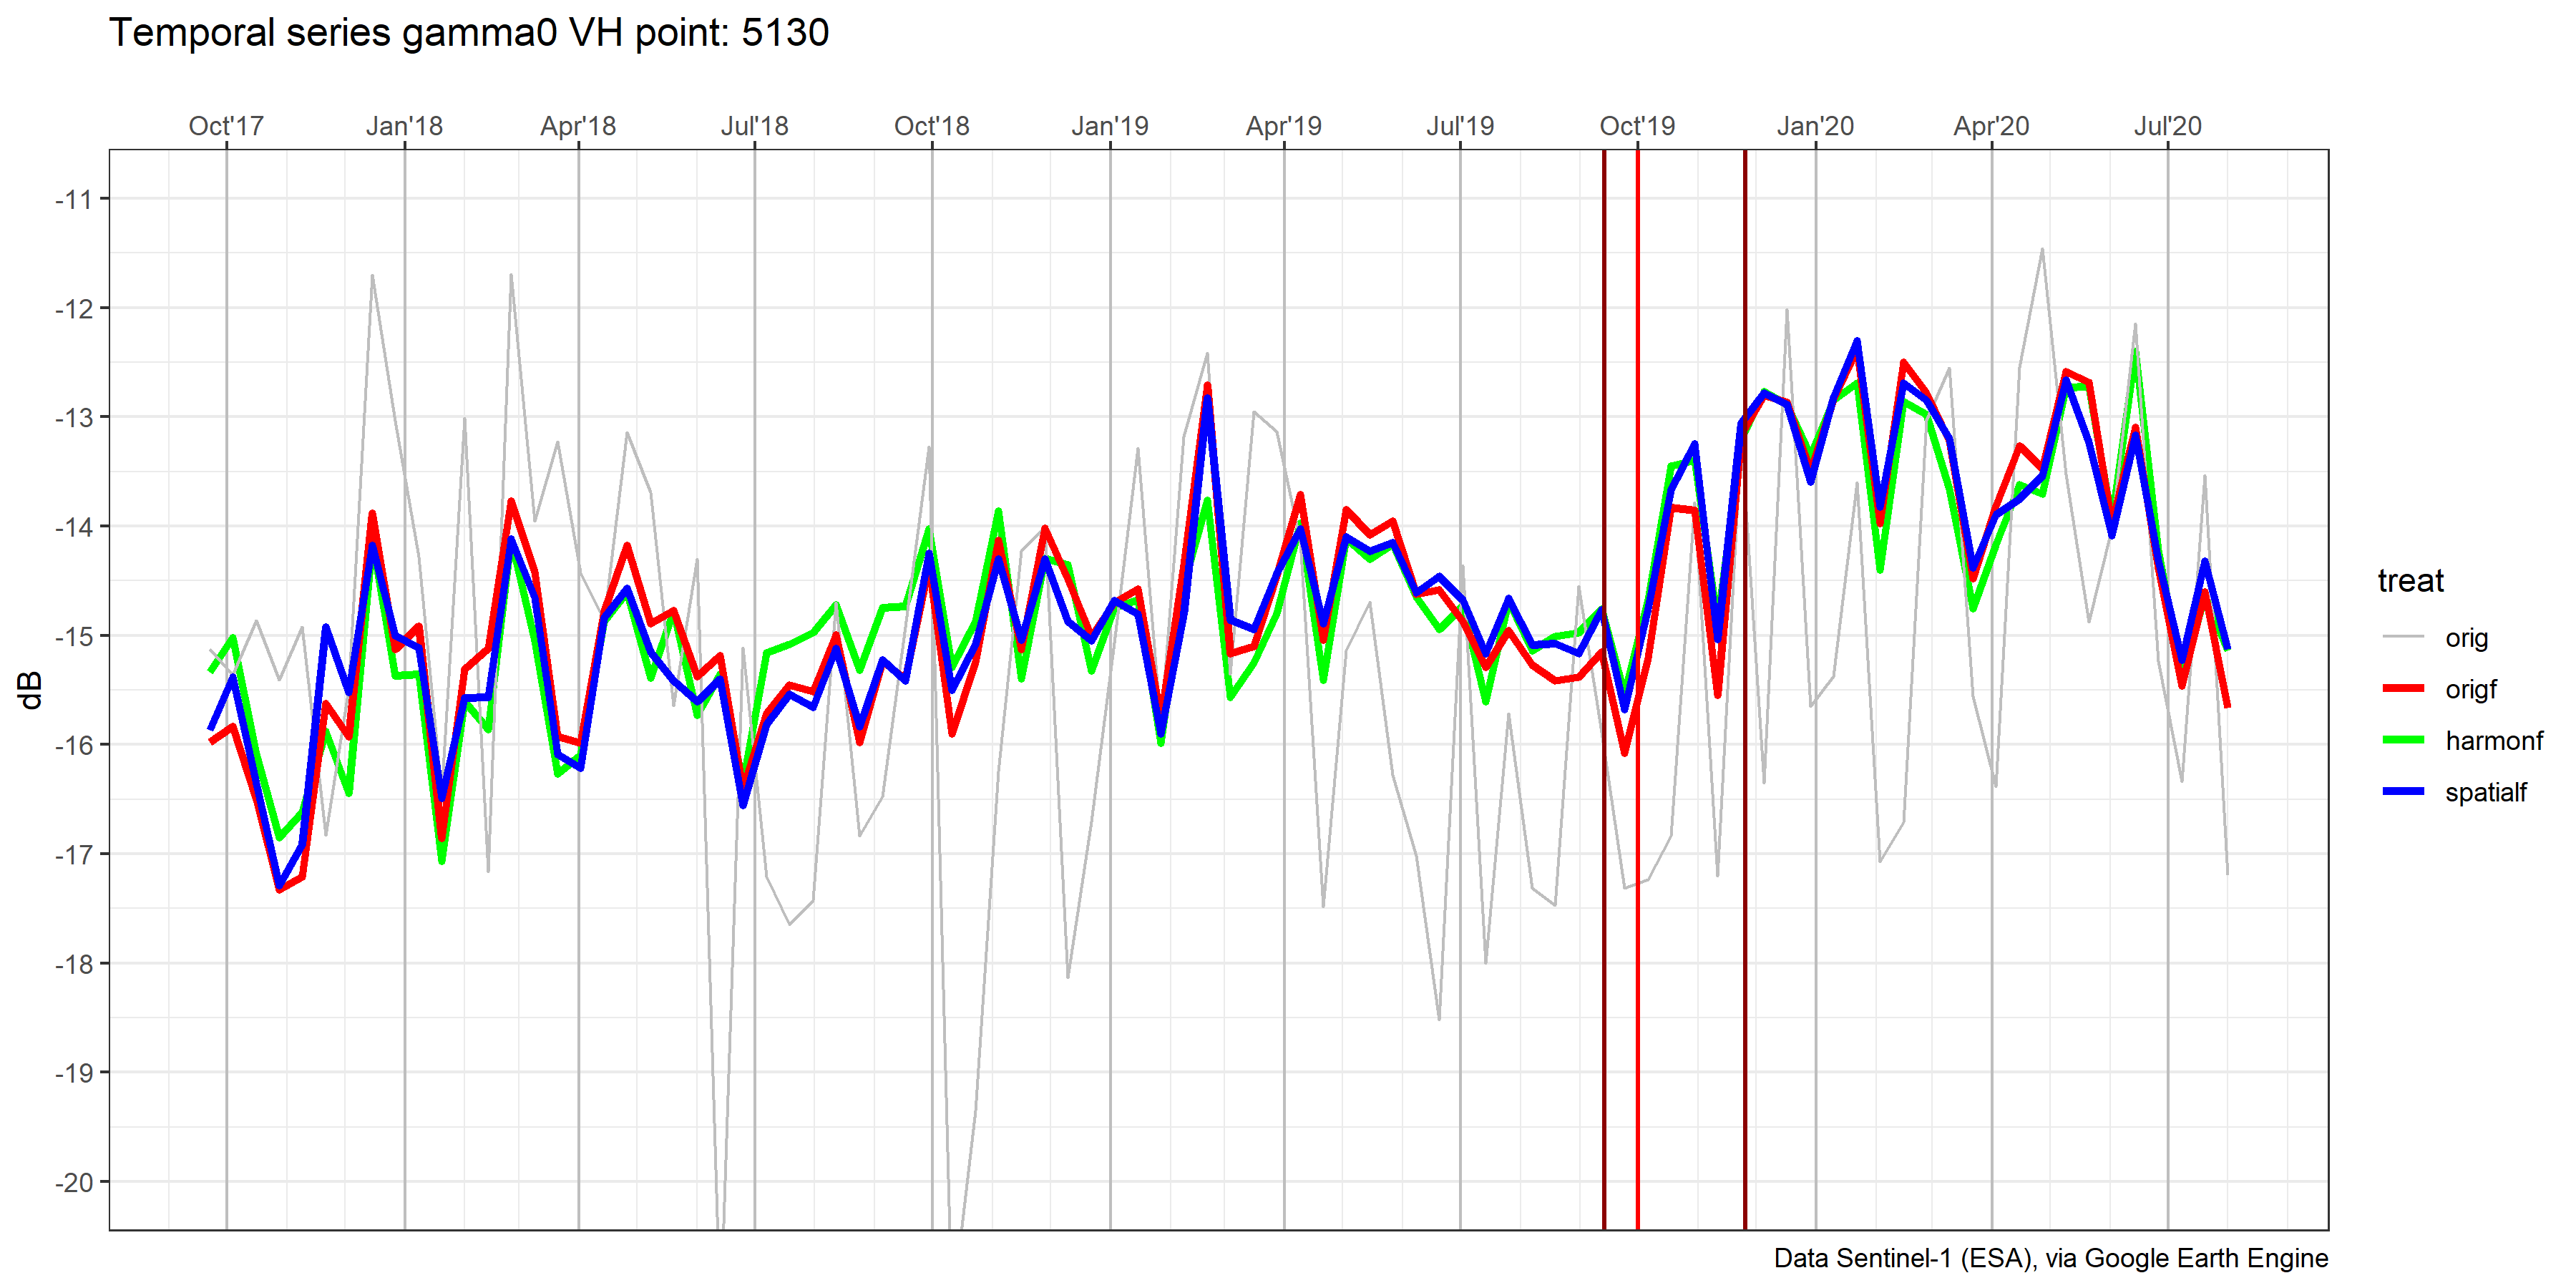 Temporal series gamma0 VH point: 5130
Oct'17 Jan'18 Apr'18 Jul'18 Oct'18 Jan'19 Apr'19 Jul'19 Oct'19 Jan'20 Apr'20 Jul'20
-11
-12
-13
-14
-15
-16
-17
-18
-19
-20
dB
treat
orig
origf
harmonf
spatialf
Data Sentinel-1 (ESA), via Google Earth Engine